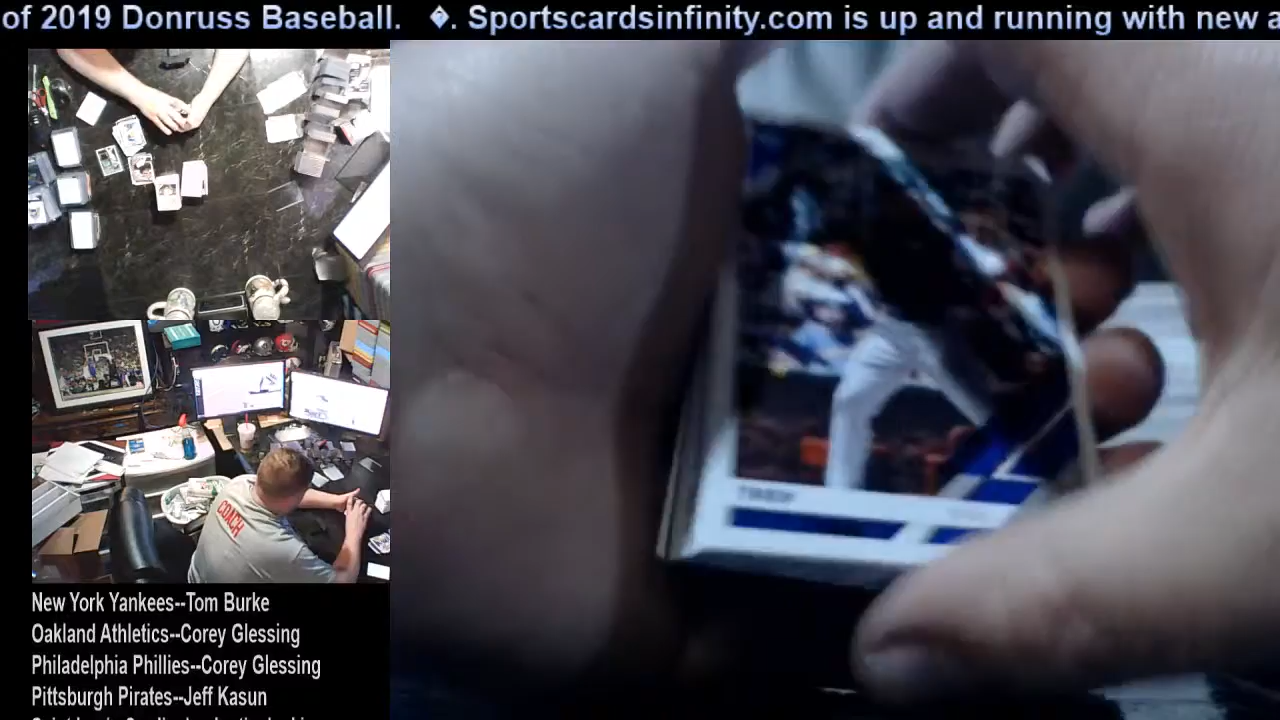 of 2019 Donruss Baseball. �. Sportscardsinfinity.com is up and running with new a
COACH
New York Yankees--Tom Burke
Oakland Athletics--Corey Glessing
Philadelphia Phillies--Corey Glessing
Pittsburgh Pirates--Jeff Kasun